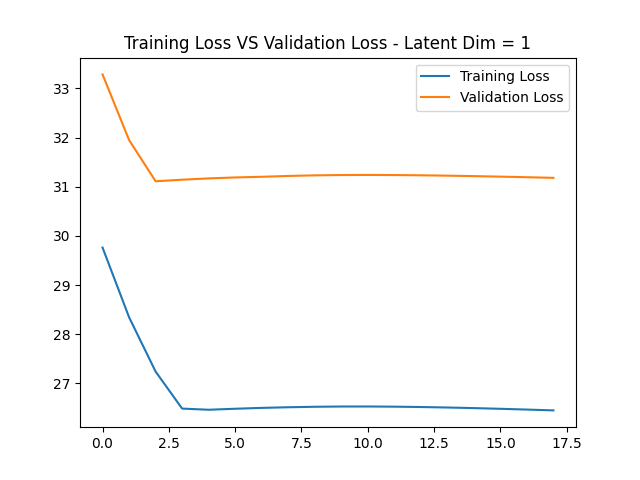 Training Loss VS Validation Loss - Latent Dim = 1
Training Loss
Validation Loss
33
32
31
30
29
28
27
0.0 2.5 5.0 7.5 10.0 12.5 15.0 17.5